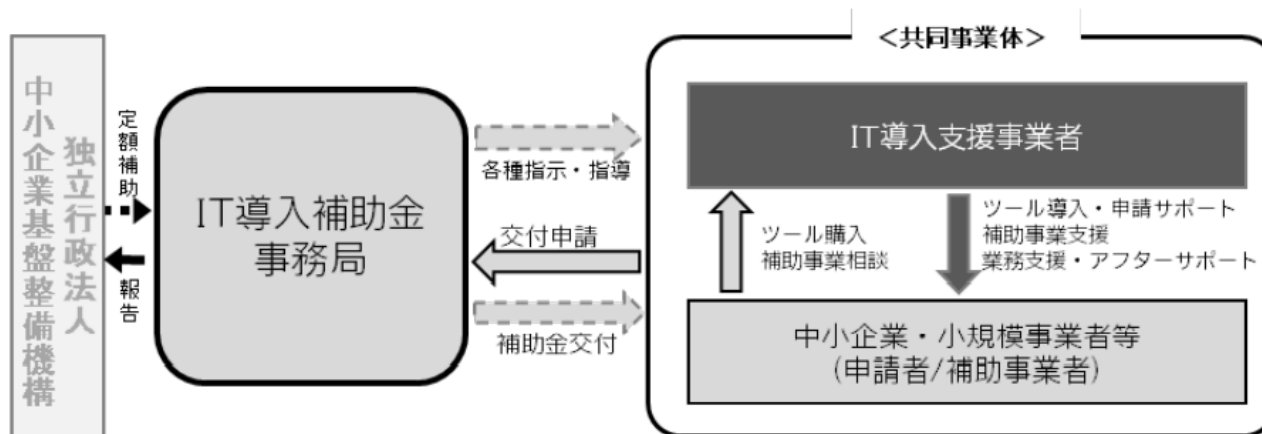 独立行政法人
中小企業基盤整備機構
定額補助
報告
IT導入補助金
事務局
各種指示・指導
交付申請
補助金交付
＜共同事業体＞
IT導入支援事業者
ツール購入
補助事業相談
ツール導入・申請サポート
補助事業支援
業務支援・アフターサポート
中小企業・小規模事業者等
(申請者/補助事業者)